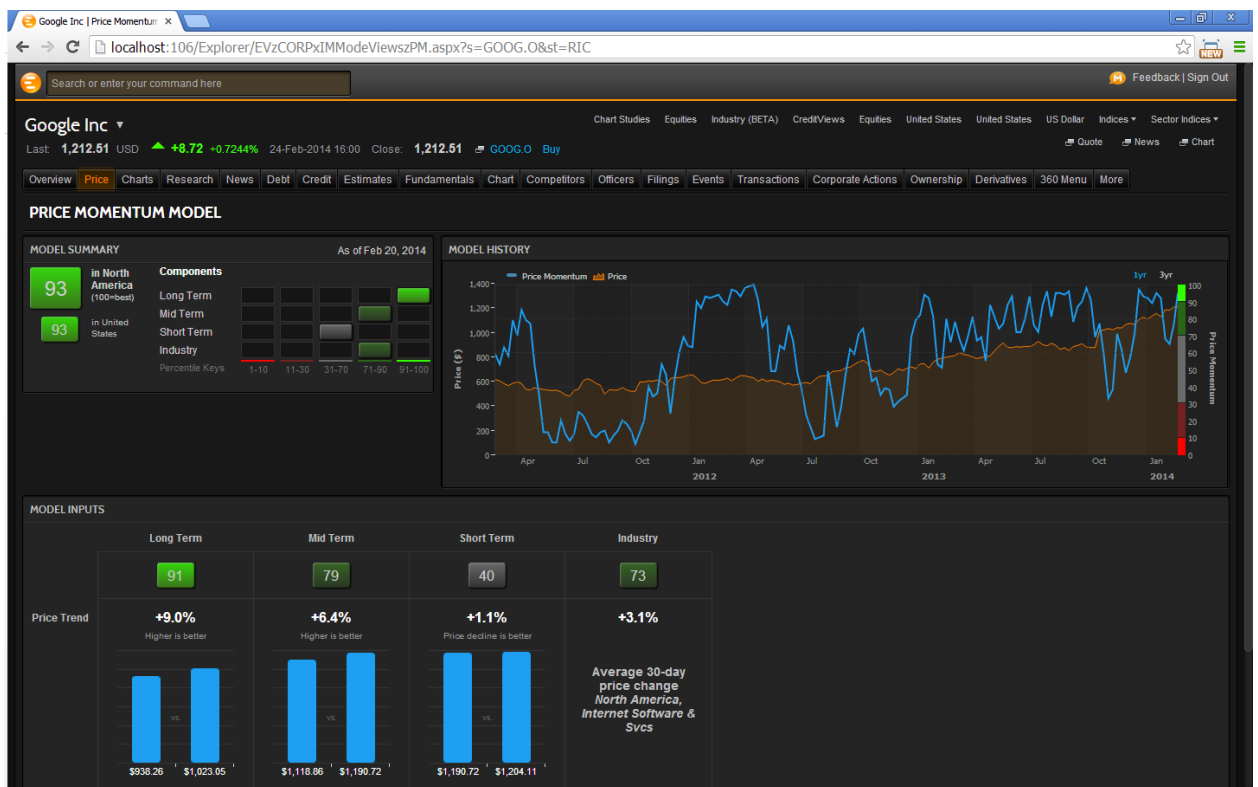 Google Inc | Price Momentum
localhost:106/Explorer/EVzCORPxIMModeViewszPM.aspx?s=GOOG.O&st=RIC
NEW
Search or enter your command here
Feedback | Sign Out
Google Inc
Chart Studies Equities Industry (BETA) CreditViews Equities United States United States US Dollar Indices Sector Indices
Last: 1,212.51 USD +8.72 +0.7244% 24-Feb-2014 16:00 Close: 1,212.51 GOOG.O Buy
Quote News Chart
Overview Price Charts Research News Debt Credit Estimates Fundamentals Chart Competitors Officers Filings Events Transactions Corporate Actions Ownership Derivatives 360 Menu More
PRICE MOMENTUM MODEL
MODEL SUMMARY As of Feb 20, 2014
93 in North America (100=best)
93 in United States
Components
Long Term
Mid Term
Short Term
Industry
Percentile Keys 1-10 11-30 31-70 71-90 91-100
MODEL HISTORY
Price Momentum Price
1yr 3yr
Price ($)
1,400
1,200
1,000
800
600
400
200
0
100
90
80
70
60
50
40
30
20
10
0
Price Momentum
Apr Jul Oct Jan Apr Jul Oct Jan Apr Jul Oct Jan
2012 2013 2014
MODEL INPUTS
Long Term Mid Term Short Term Industry
91 79 40 73
Price Trend +9.0% +6.4% +1.1% +3.1%
Higher is better Higher is better Price decline is better
Average 30-day
price change
North America,
Internet Software &
Svcs
vs. vs. vs.
$938.26 $1,023.05 $1,118.86 $1,190.72 $1,190.72 $1,204.11